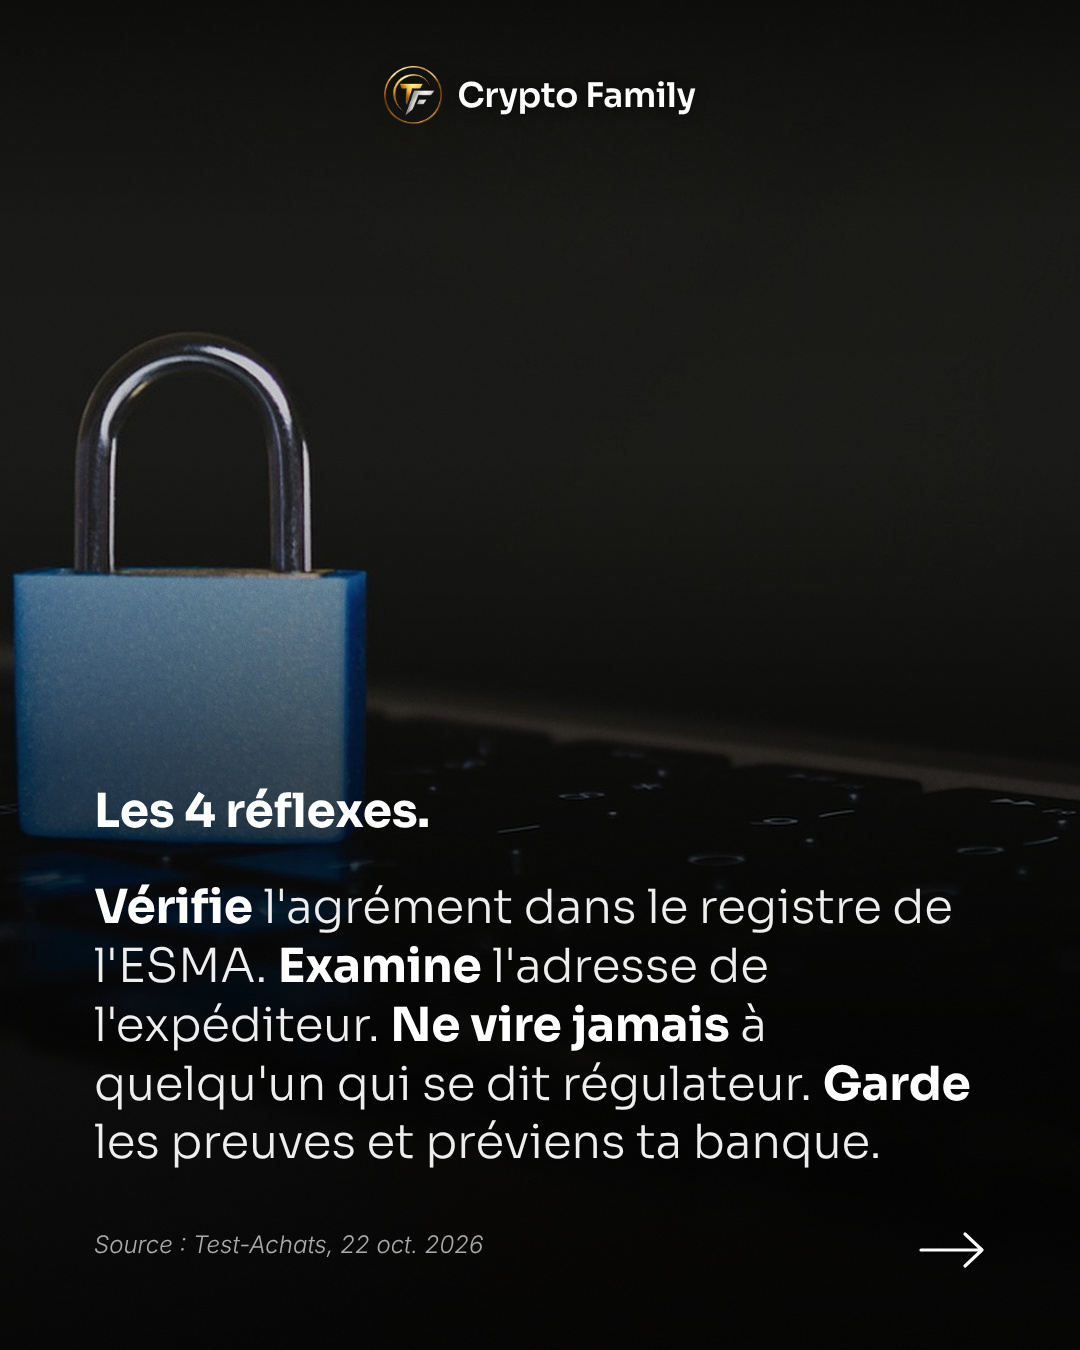 Crypto Family
Les 4 réflexes.
Vérifie l'agrément dans le registre de
l'ESMA. Examine l'adresse de
l'expéditeur. Ne vire jamais à
quelqu'un qui se dit régulateur. Garde
les preuves et préviens ta banque.
Source : Test-Achats, 22 oct. 2026